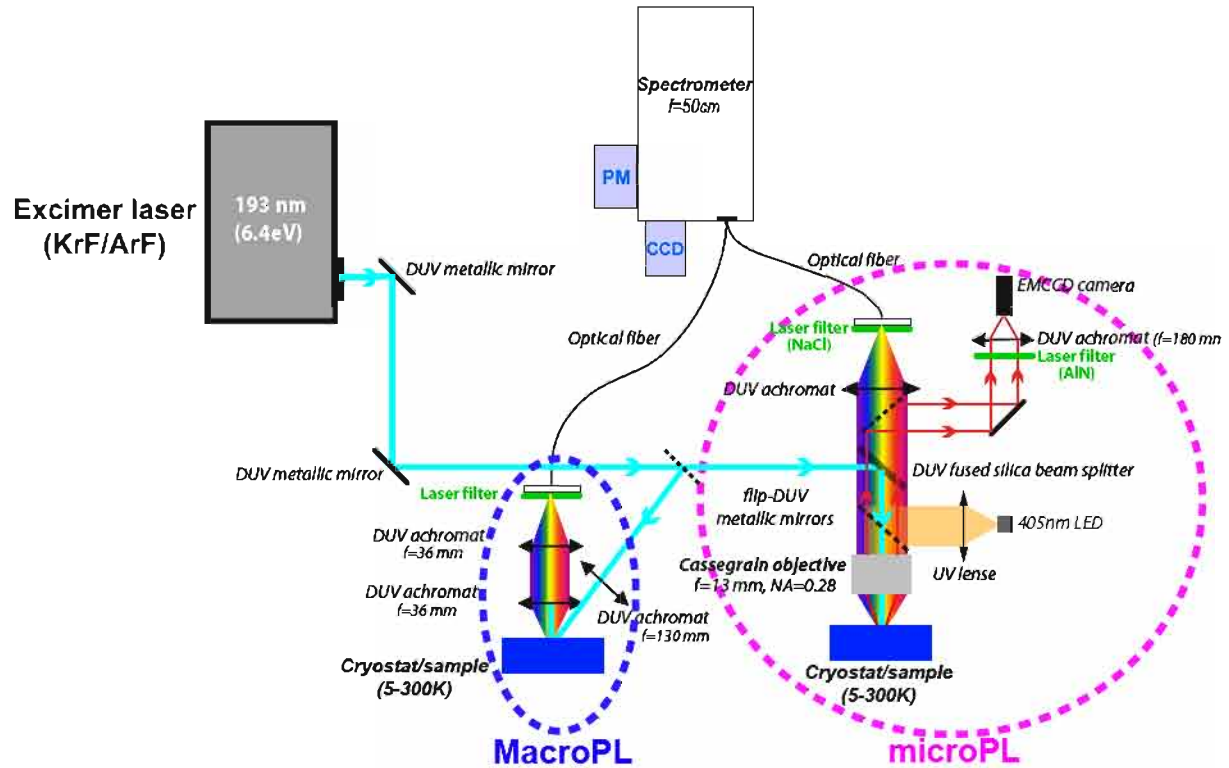 Spectrometer
f=50cm
PM
CCD
Excimer laser
(KrF/ArF)
193 nm
(6.4eV)
DUV metallic mirror
Optical fiber
Optical fiber
EMCCD camera
Laser filter
(NaCl)
DUV achromat (f=180 mm
Laser filter
(AlN)
DUV achromat
DUV metallic mirror
DUV fused silica beam splitter
Laser filter
flip-DUV
metallic mirrors
405nm LED
DUV achromat
f=36 mm
Cassegrain objective
f=13 mm, NA=0.28
UV lense
DUV achromat
f=36 mm
DUV achromat
f=130 mm
Cryostat/sample
(5-300K)
Cryostat/sample
(5-300K)
MacroPL
microPL